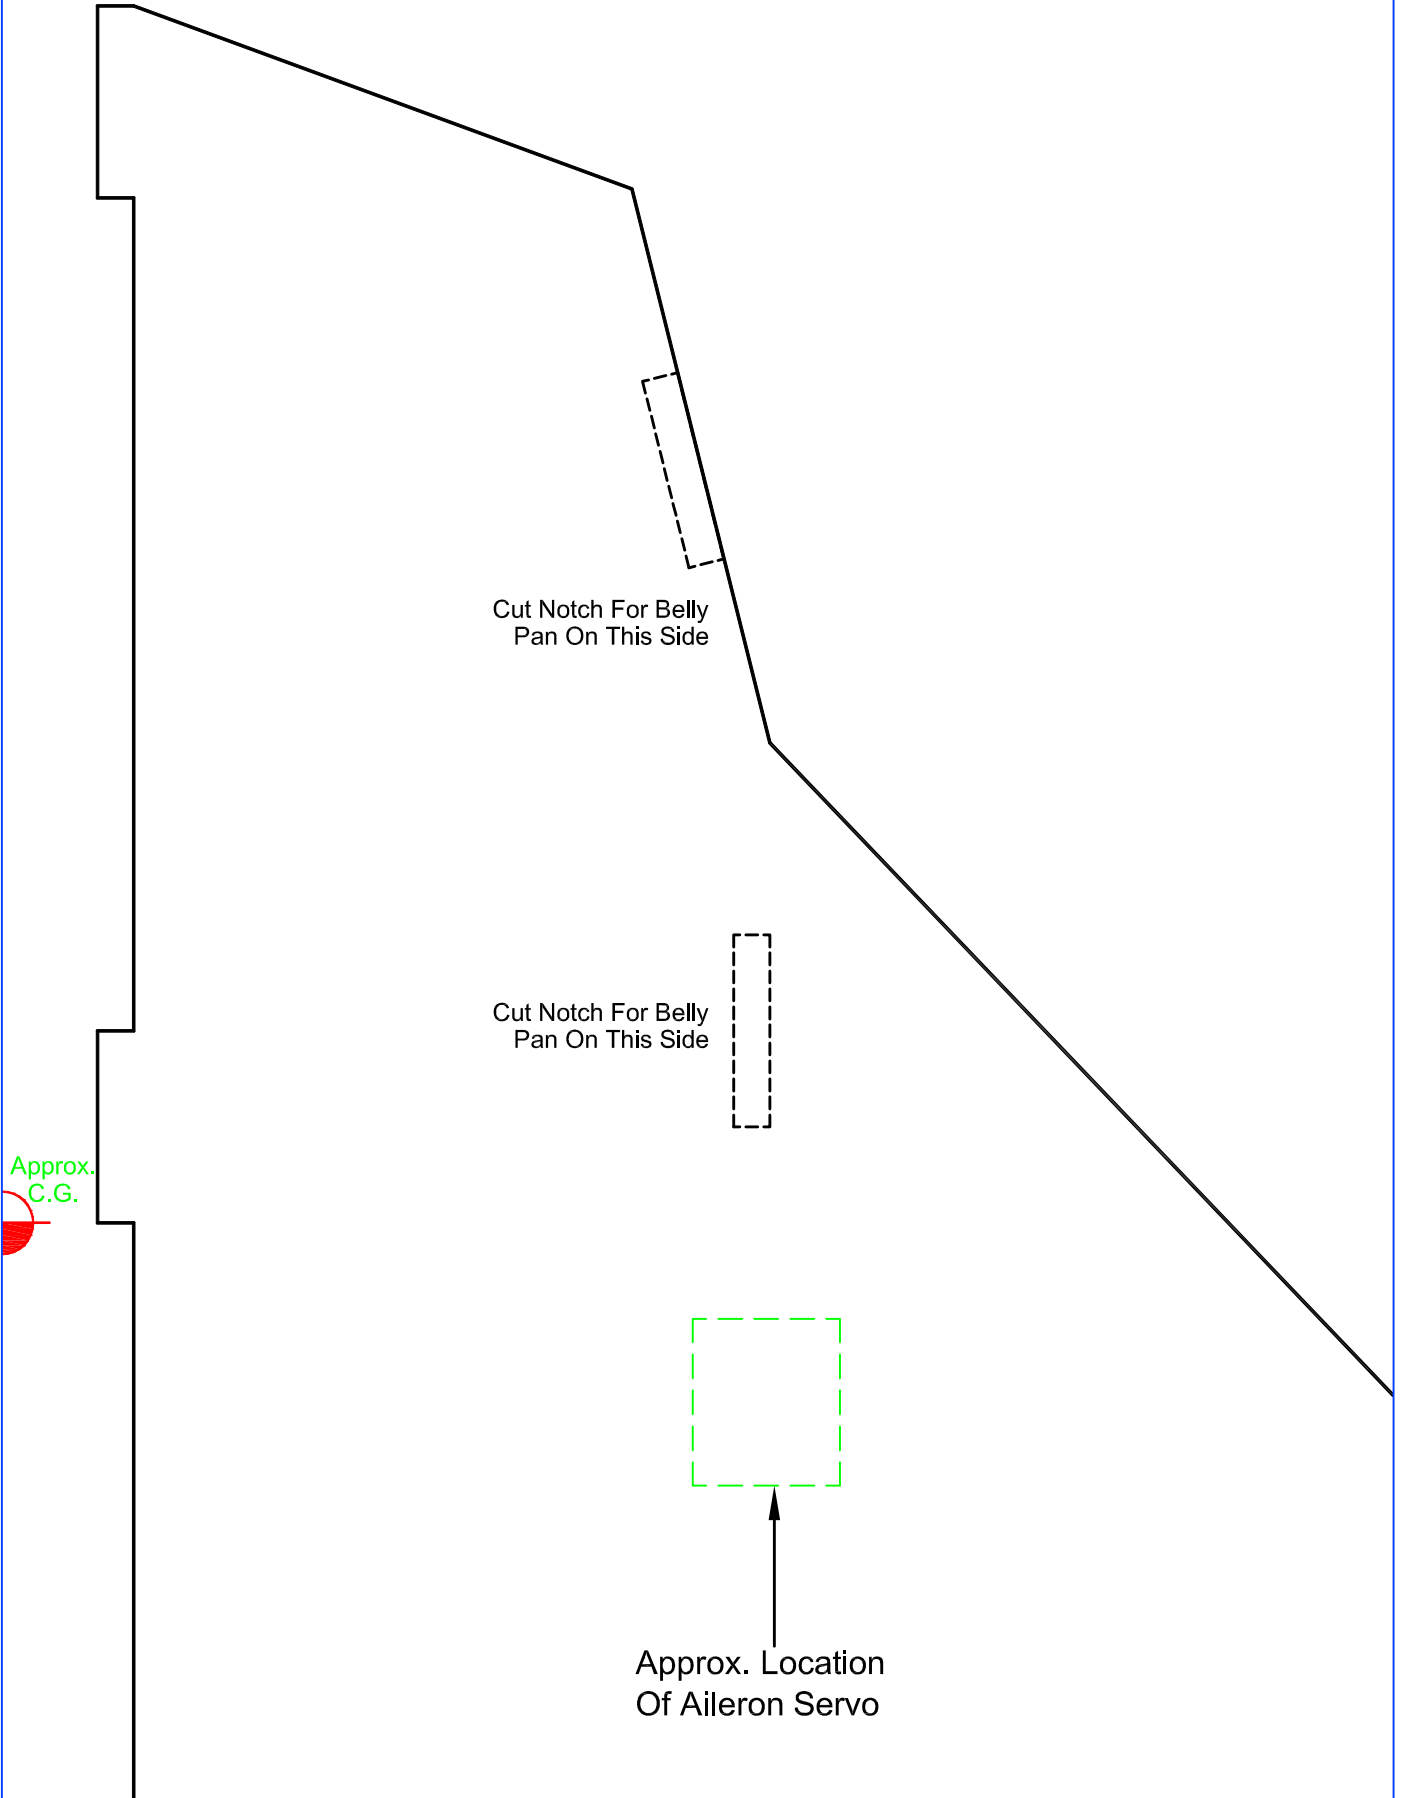 Cut Notch For Belly
Pan On This Side
Cut Notch For Belly
Pan On This Side
Approx.
C.G.
Approx. Location
Of Aileron Servo